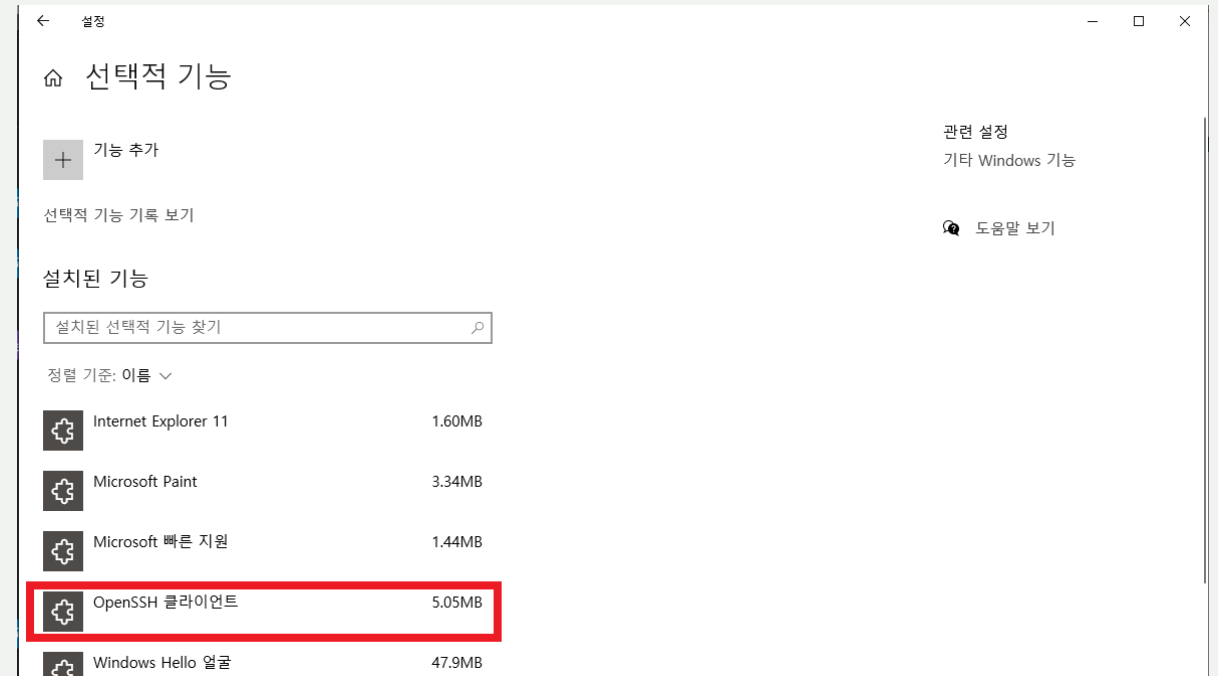 설정
선택적 기능
기능 추가
선택적 기능 기록 보기
설치된 기능
설치된 선택적 기능 찾기
정렬 기준: 이름
Internet Explorer 11 1.60MB
Microsoft Paint 3.34MB
Microsoft 빠른 지원 1.44MB
OpenSSH 클라이언트 5.05MB
Windows Hello 얼굴 47.9MB
관련 설정
기타 Windows 기능
도움말 보기